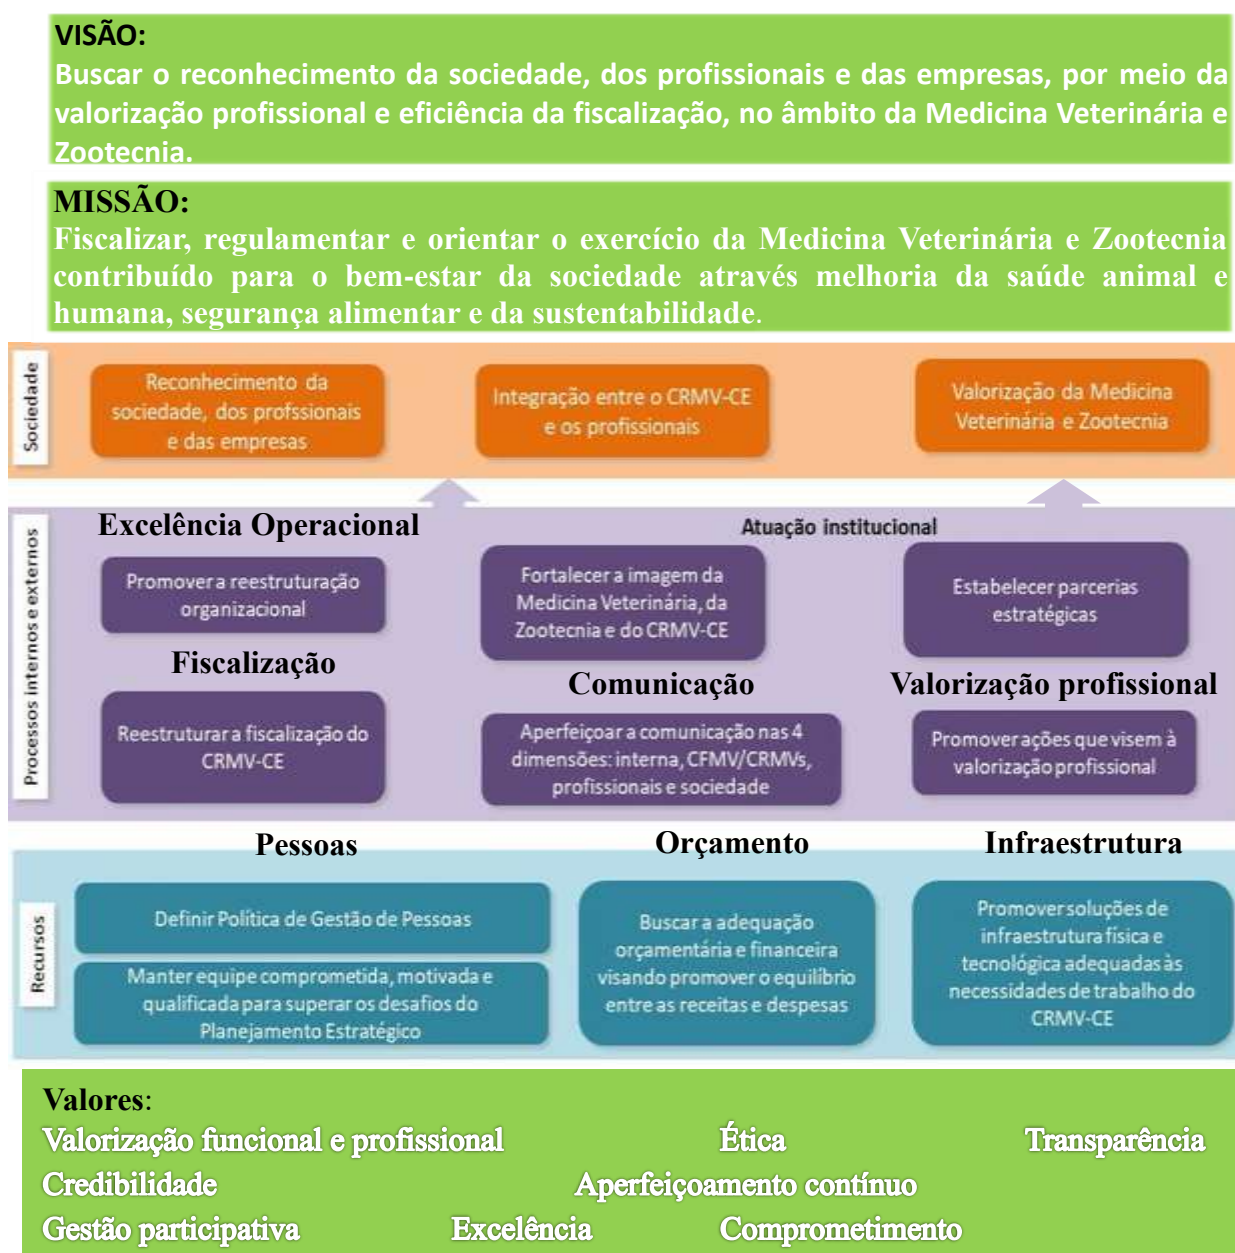 VISÃO:
Buscar o reconhecimento da sociedade, dos profissionais e das empresas, por meio da
valorização profissional e eficiência da fiscalização, no âmbito da Medicina Veterinária e
Zootecnia.
MISSÃO:
Fiscalizar, regulamentar e orientar o exercício da Medicina Veterinária e Zootecnia
contribuído para o bem-estar da sociedade através melhoria da saúde animal e
humana, segurança alimentar e da sustentabilidade.
Sociedade
Reconhecimento da
sociedade, dos profssionais
e das empresas
Integração entre o CRMV-CE
e os profissionais
Valorização da Medicina
Veterinária e Zootecnia
Processos internos e externos
Excelência Operacional
Atuação institucional
Promover a reestruturação
organizacional
Fortalecer a imagem da
Medicina Veterinária, da
Zootecnia e do CRMV-CE
Estabelecer parcerias
estratégicas
Fiscalização
Comunicação
Valorização profissional
Reestruturar a fiscalização do
CRMV-CE
Aperfeiçoar a comunicação nas 4
dimensões: interna, CFMV/CRMVs,
profissionais e sociedade
Promover ações que visem à
valorização profissional
Pessoas
Orçamento
Infraestrutura
Recursos
Definir Política de Gestão de Pessoas
Manter equipe comprometida, motivada e
qualificada para superar os desafios do
Planejamento Estratégico
Buscar a adequação
orçamentária e financeira
visando promover o equilíbrio
entre as receitas e despesas
Promover soluções de
infraestrutura física e
tecnológica adequadas às
necessidades de trabalho do
CRMV-CE
Valores:
Valorização funcional e profissional Ética Transparência
Credibilidade Aperfeiçoamento contínuo
Gestão participativa Excelência Comprometimento